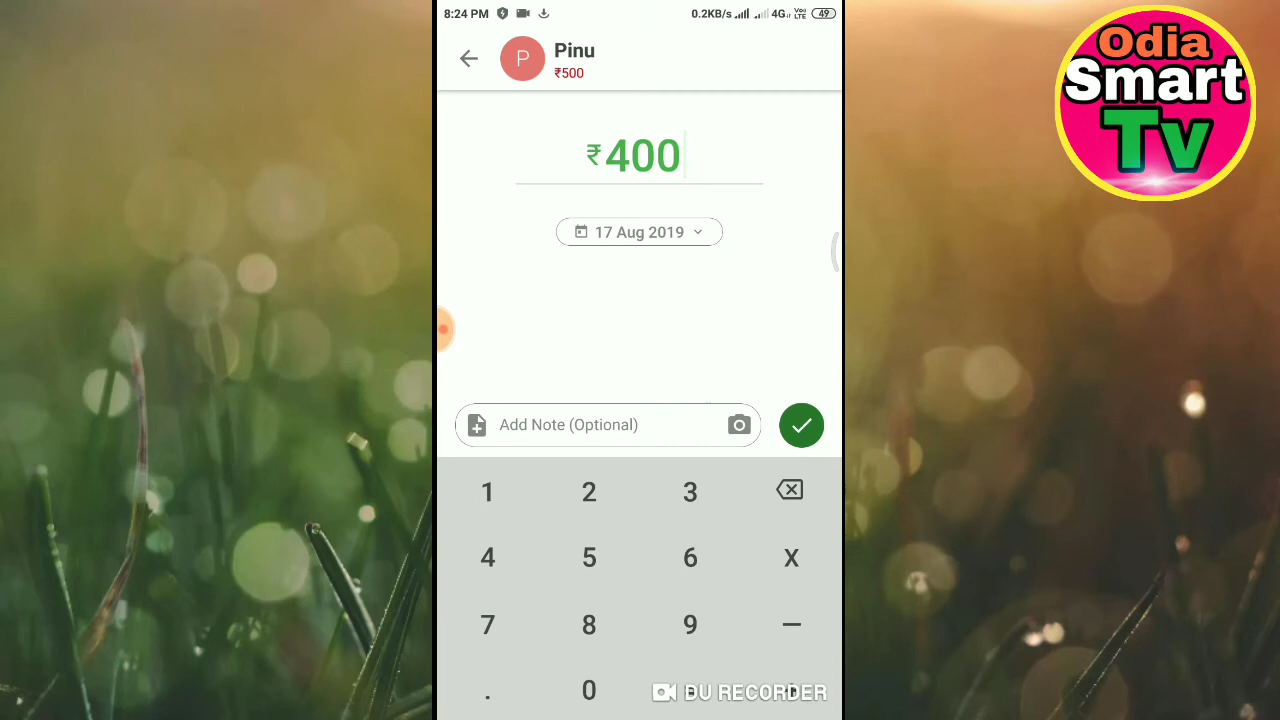 8:24 PM
0.2KB/s 4G Vo LTE 49
Odia
Smart
Tv
P
Pinu
₹500
₹400
17 Aug 2019
Add Note (Optional)
1 2 3
4 5 6 X
7 8 9 –
. 0
DU RECORDER